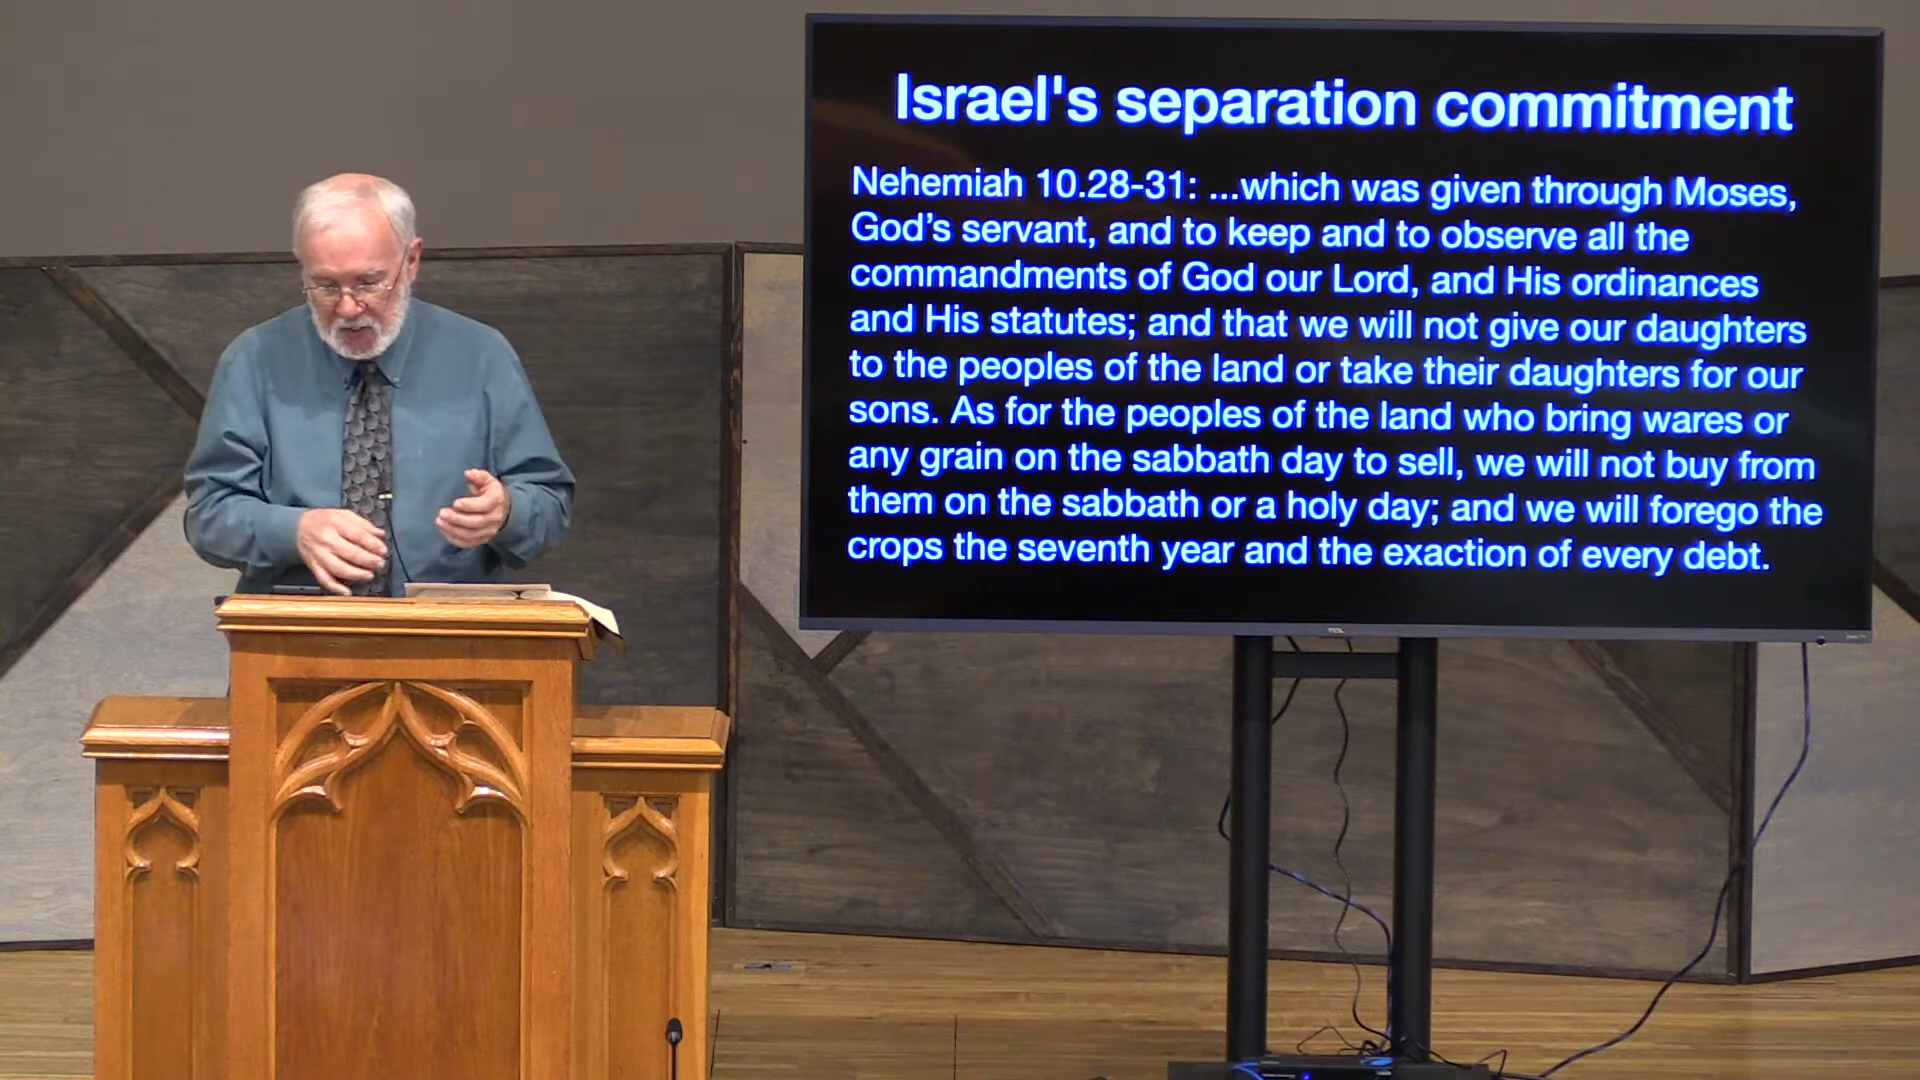 Israel's separation commitment
Nehemiah 10.28-31: ...which was given through Moses,
God’s servant, and to keep and to observe all the
commandments of God our Lord, and His ordinances
and His statutes; and that we will not give our daughters
to the peoples of the land or take their daughters for our
sons. As for the peoples of the land who bring wares or
any grain on the sabbath day to sell, we will not buy from
them on the sabbath or a holy day; and we will forego the
crops the seventh year and the exaction of every debt.
TCL